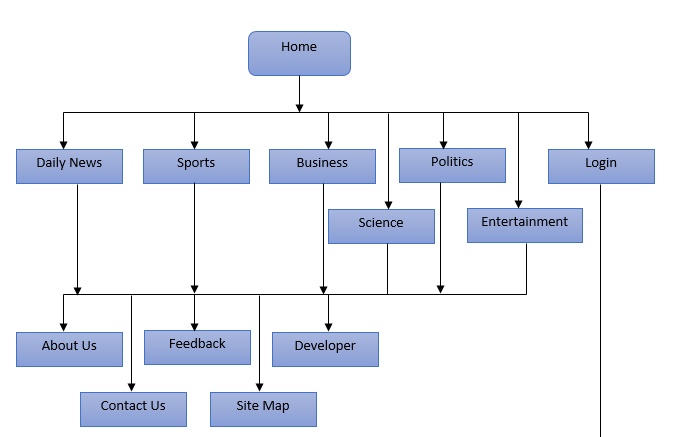 Home
Daily News
Sports
Business
Politics
Login
Science
Entertainment
About Us
Feedback
Developer
Contact Us
Site Map